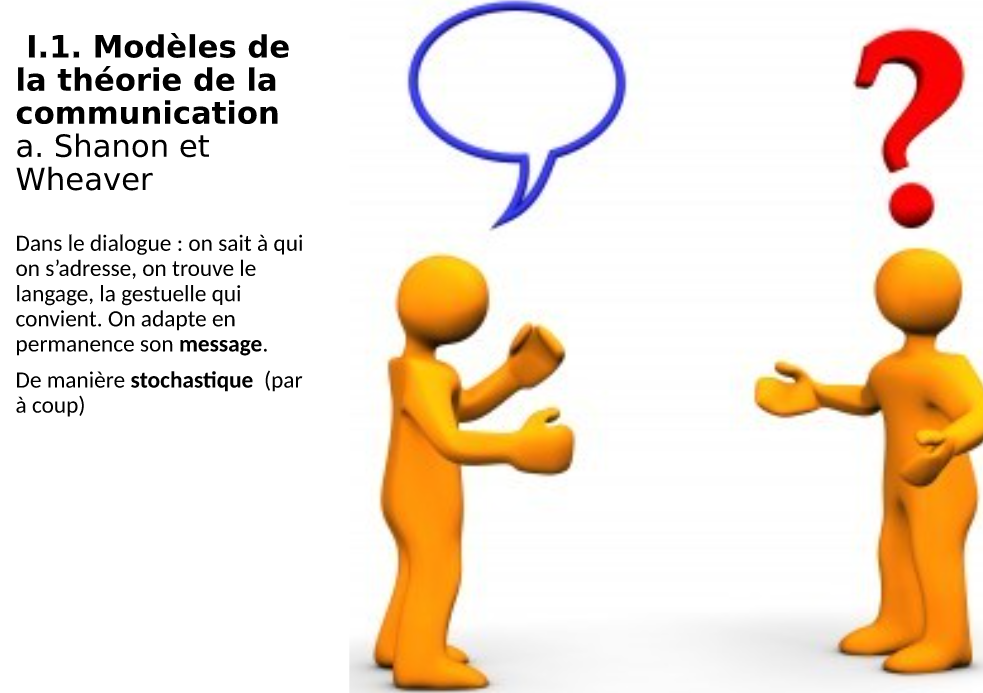 I.1. Modèles de
la théorie de la
communication
a. Shanon et
Wheaver
Dans le dialogue : on sait à qui
on s’adresse, on trouve le
langage, la gestuelle qui
convient. On adapte en
permanence son message.
De manière stochastique (par
à coup)
?